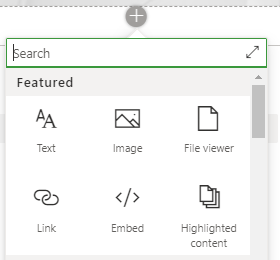 Search
Featured
Text
Image
File viewer
Link
Embed
Highlighted
content